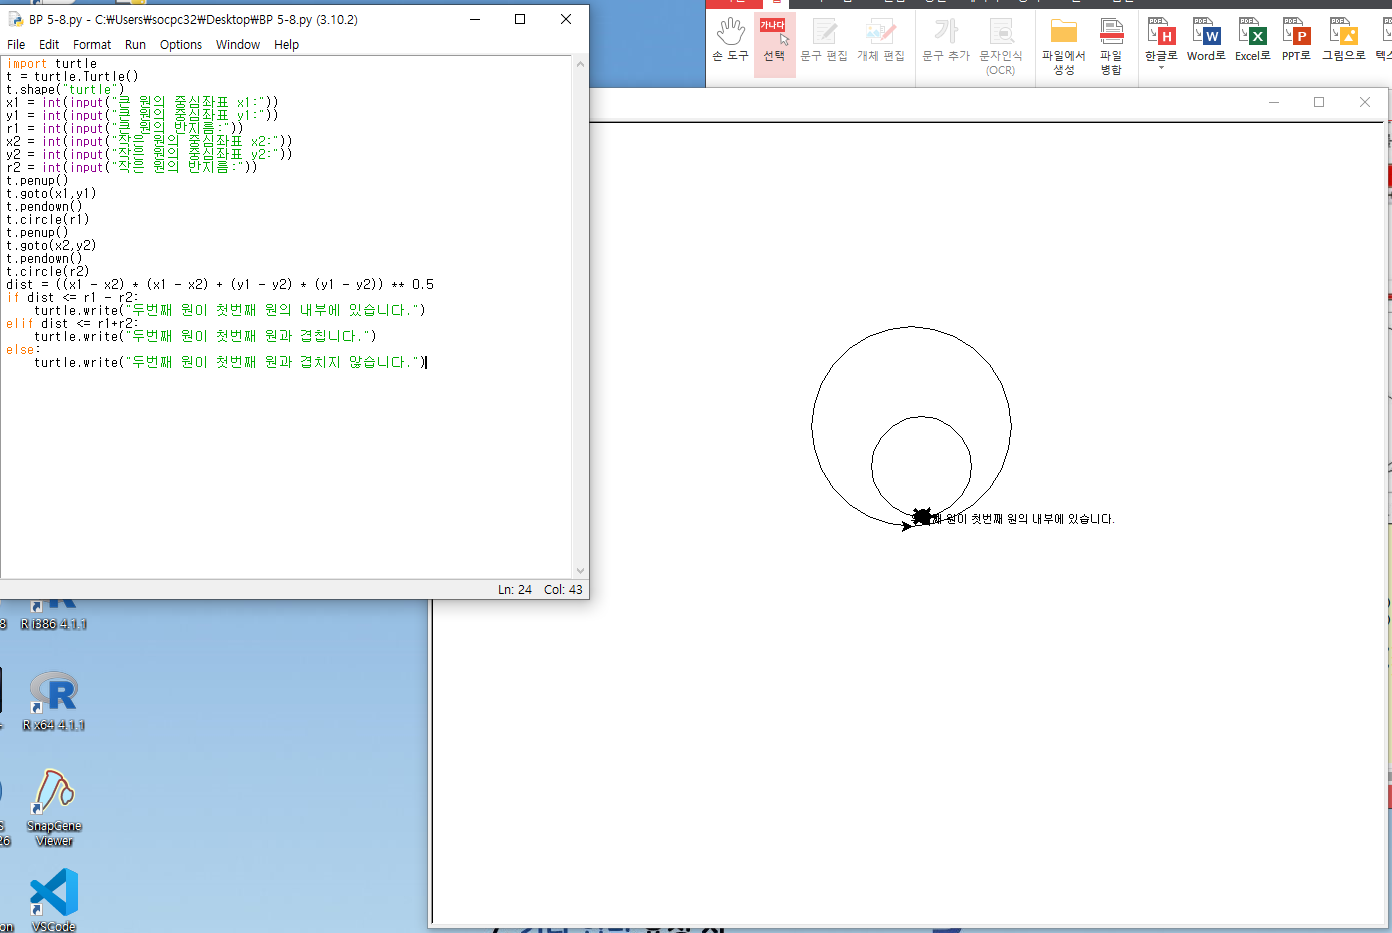 BP 5-8.py - C:₩Users₩socpc32₩Desktop₩BP 5-8.py (3.10.2)
File Edit Format Run Options Window Help
import turtle
t = turtle.Turtle()
t.shape("turtle")
x1 = int(input("큰 원의 중심좌표 x1:"))
y1 = int(input("큰 원의 중심좌표 y1:"))
r1 = int(input("큰 원의 반지름:"))
x2 = int(input("작은 원의 중심좌표 x2:"))
y2 = int(input("작은 원의 중심좌표 y2:"))
r2 = int(input("작은 원의 반지름:"))
t.penup()
t.goto(x1,y1)
t.pendown()
t.circle(r1)
t.penup()
t.goto(x2,y2)
t.pendown()
t.circle(r2)
dist = ((x1 - x2) * (x1 - x2) + (y1 - y2) * (y1 - y2)) ** 0.5
if dist <= r1 - r2:
    turtle.write("두번째 원이 첫번째 원의 내부에 있습니다.")
elif dist <= r1+r2:
    turtle.write("두번째 원이 첫번째 원과 겹칩니다.")
else:
    turtle.write("두번째 원이 첫번째 원과 겹치지 않습니다.")
Ln: 24 Col: 43
가나다
손 도구 선택 문구 편집 개체 편집 문구 추가 문자인식 (OCR) 파일에서 생성 파일 병합 한글로 Word로 Excel로 PPT로 그림으로
원이 첫번째 원의 내부에 있습니다.
R i386 4.1.1
R x64 4.1.1
SnapGene
Viewer
VSCode